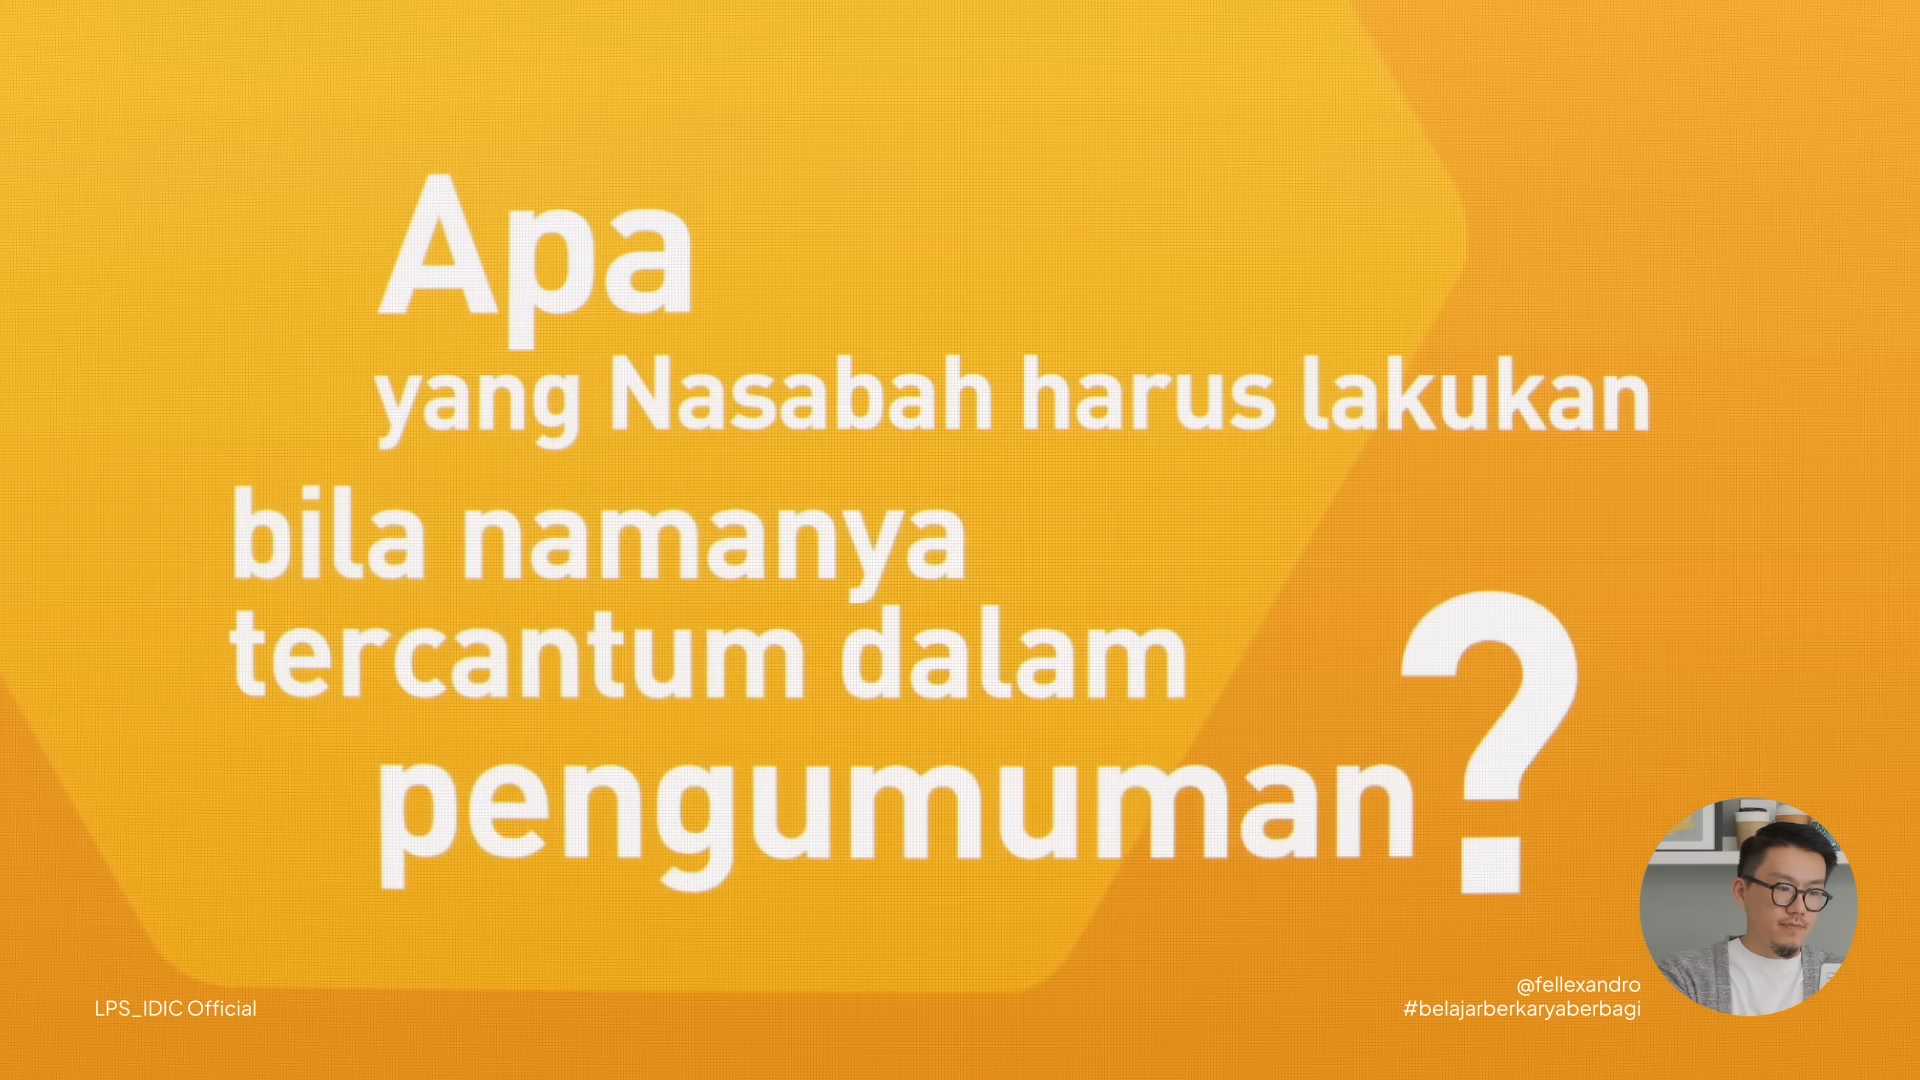 Apa
yang Nasabah harus lakukan
bila namanya
tercantum dalam
pengumuman?
LPS_IDIC Official
@fellexandro
#belajarberkaryaberbagi